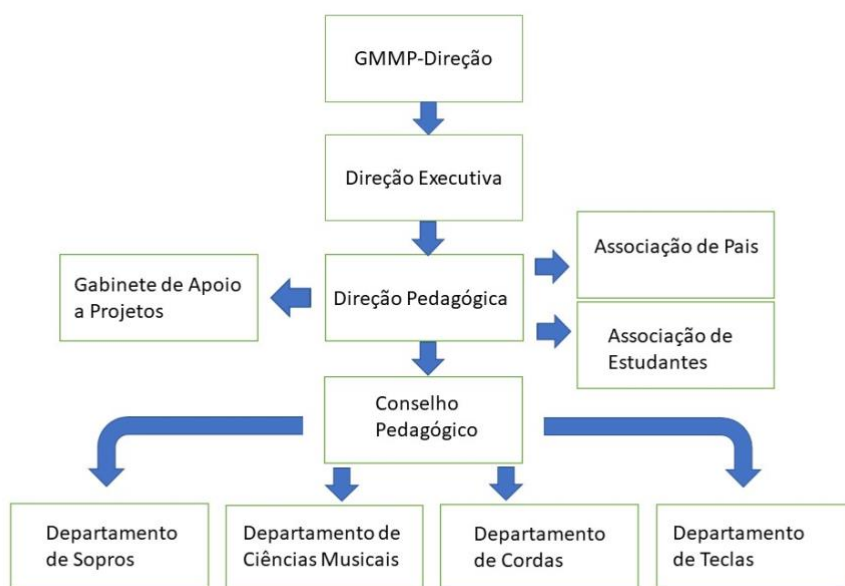 GMMP-Direção
Direção Executiva
Direção Pedagógica
Gabinete de Apoio
a Projetos
Associação de Pais
Associação de
Estudantes
Conselho
Pedagógico
Departamento
de Sopros
Departamento de
Ciências Musicais
Departamento
de Cordas
Departamento
de Teclas